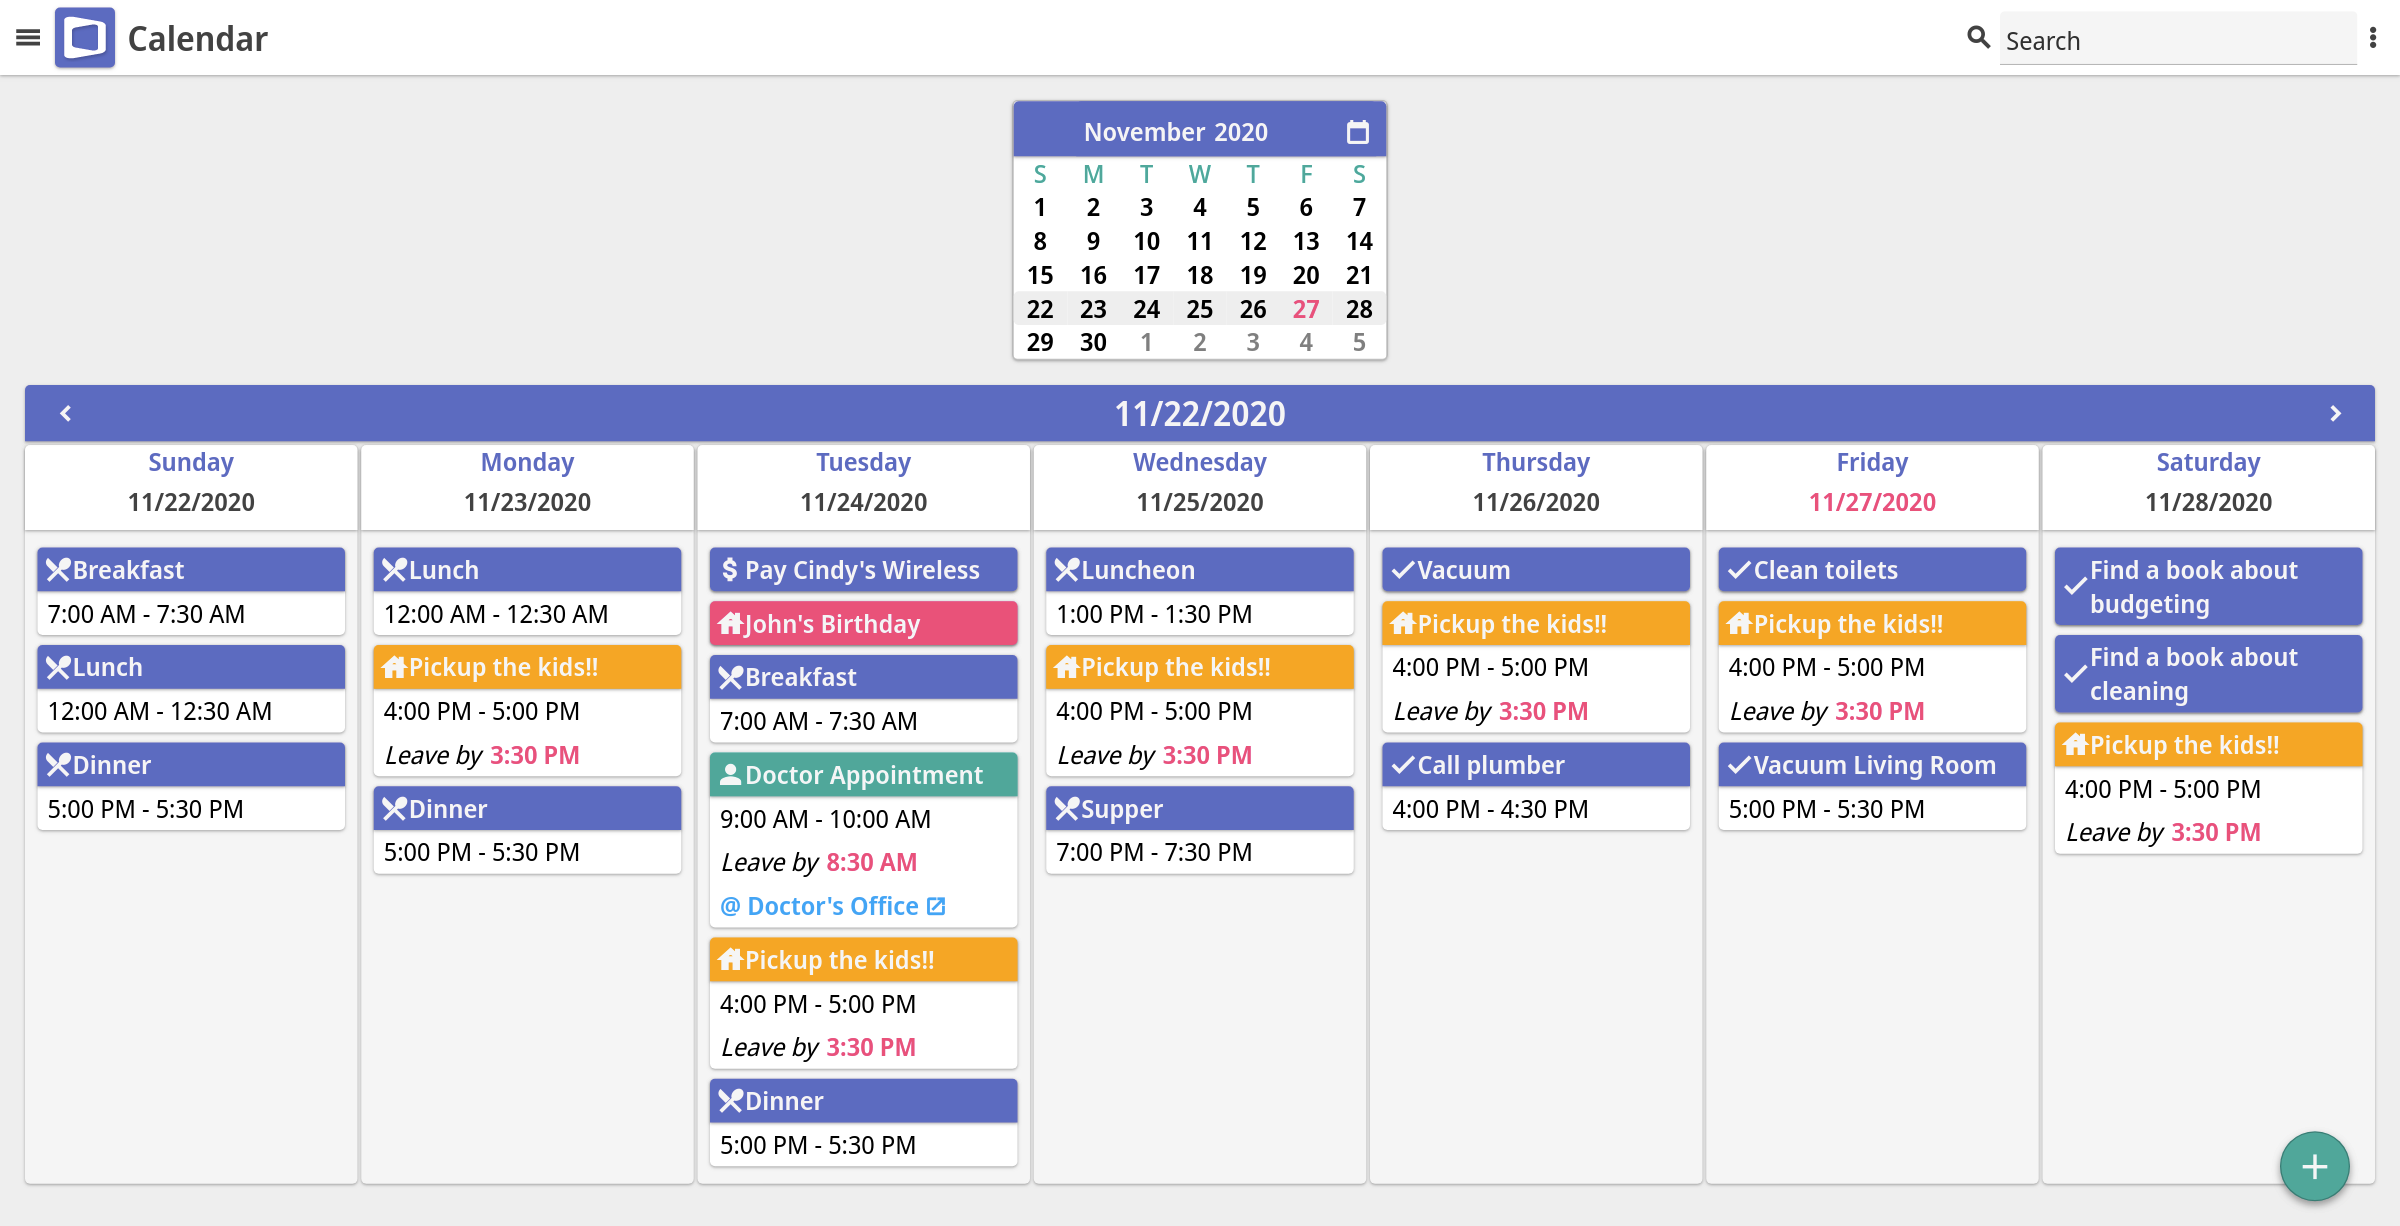 Calendar
Search
November 2020
S M T W T F S
1 2 3 4 5 6 7
8 9 10 11 12 13 14
15 16 17 18 19 20 21
22 23 24 25 26 27 28
29 30 1 2 3 4 5
11/22/2020
Sunday
11/22/2020
Breakfast
7:00 AM - 7:30 AM
Lunch
12:00 AM - 12:30 AM
Dinner
5:00 PM - 5:30 PM
Monday
11/23/2020
Lunch
12:00 AM - 12:30 AM
Pickup the kids!!
4:00 PM - 5:00 PM
Leave by 3:30 PM
Dinner
5:00 PM - 5:30 PM
Tuesday
11/24/2020
$ Pay Cindy's Wireless
John's Birthday
Breakfast
7:00 AM - 7:30 AM
Doctor Appointment
9:00 AM - 10:00 AM
Leave by 8:30 AM
@ Doctor's Office
Pickup the kids!!
4:00 PM - 5:00 PM
Leave by 3:30 PM
Dinner
5:00 PM - 5:30 PM
Wednesday
11/25/2020
Luncheon
1:00 PM - 1:30 PM
Pickup the kids!!
4:00 PM - 5:00 PM
Leave by 3:30 PM
Supper
7:00 PM - 7:30 PM
Thursday
11/26/2020
Vacuum
Pickup the kids!!
4:00 PM - 5:00 PM
Leave by 3:30 PM
Call plumber
4:00 PM - 4:30 PM
Friday
11/27/2020
Clean toilets
Pickup the kids!!
4:00 PM - 5:00 PM
Leave by 3:30 PM
Vacuum Living Room
5:00 PM - 5:30 PM
Saturday
11/28/2020
Find a book about
budgeting
Find a book about
cleaning
Pickup the kids!!
4:00 PM - 5:00 PM
Leave by 3:30 PM